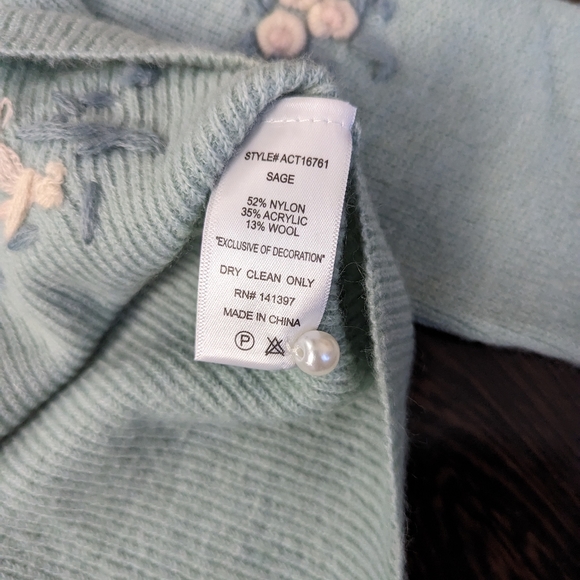 STYLE# ACT16761
SAGE
52% NYLON
35% ACRYLIC
13% WOOL
"EXCLUSIVE OF DECORATION"
DRY CLEAN ONLY
RN# 141397
MADE IN CHINA
P